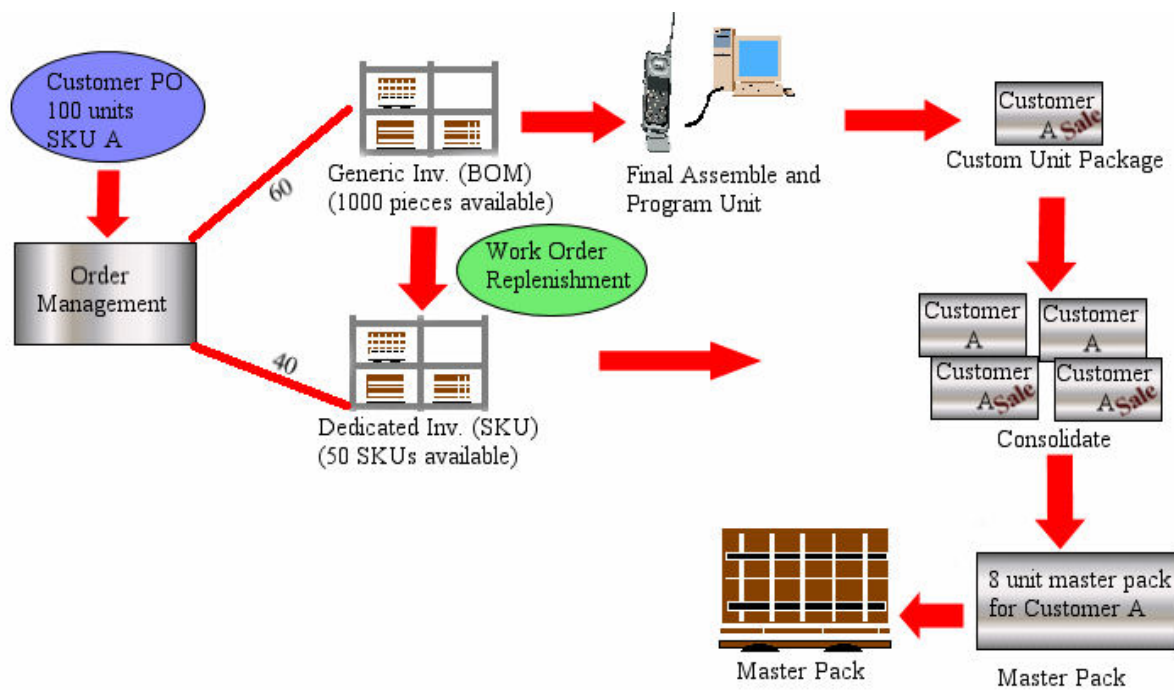 Customer PO
100 units
SKU A
Order
Management
60
40
Generic Inv. (BOM)
(1000 pieces available)
Work Order
Replenishment
Dedicated Inv. (SKU)
(50 SKUs available)
Final Assemble and
Program Unit
Customer
A Sale
Custom Unit Package
Customer
A
Customer
A
Customer
A Sale
Customer
A Sale
Consolidate
8 unit master pack
for Customer A
Master Pack
Master Pack